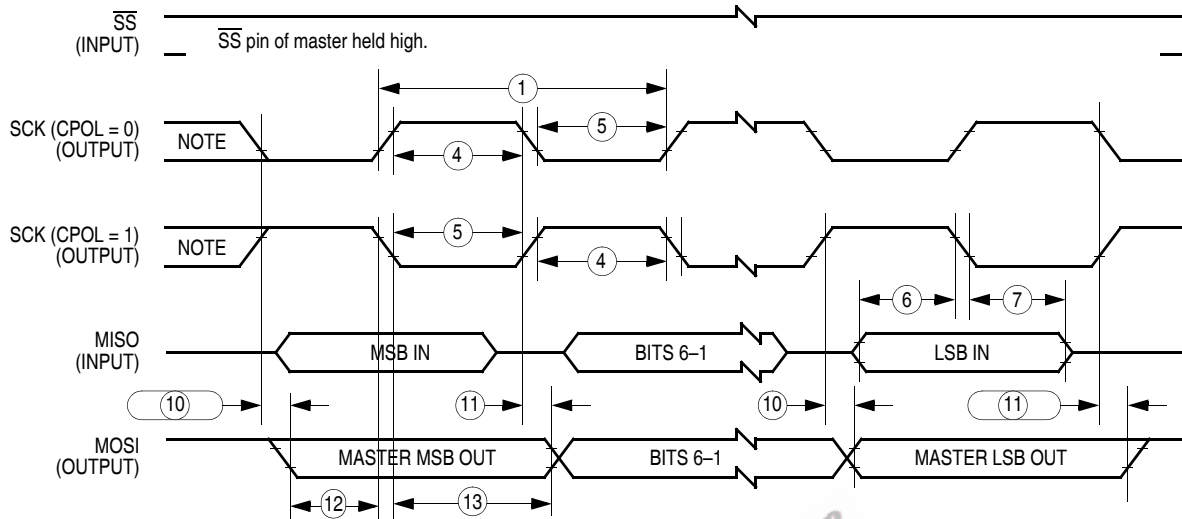 SS
(INPUT)
SS pin of master held high.
1
SCK (CPOL = 0)
(OUTPUT)
NOTE
4
5
SCK (CPOL = 1)
(OUTPUT)
NOTE
5
4
6
7
MISO
(INPUT)
MSB IN
BITS 6–1
LSB IN
10
11
10
11
MOSI
(OUTPUT)
MASTER MSB OUT
BITS 6–1
MASTER LSB OUT
12
13